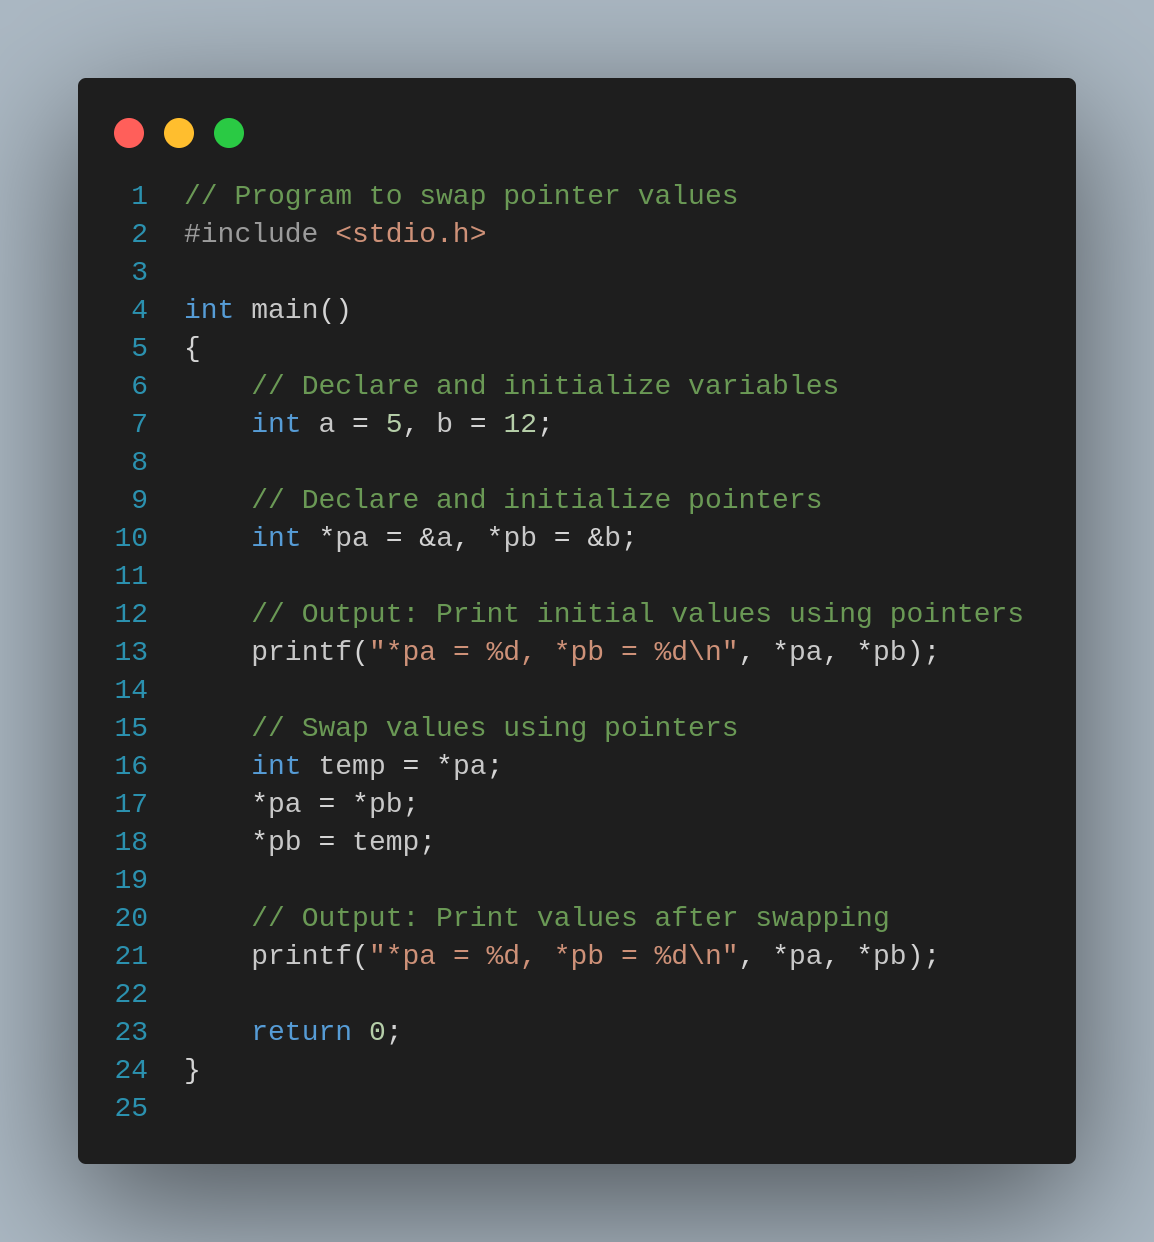 1 // Program to swap pointer values
2 #include <stdio.h>
3
4 int main()
5 {
6     // Declare and initialize variables
7     int a = 5, b = 12;
8
9     // Declare and initialize pointers
10     int *pa = &a, *pb = &b;
11
12     // Output: Print initial values using pointers
13     printf("*pa = %d, *pb = %d\n", *pa, *pb);
14
15     // Swap values using pointers
16     int temp = *pa;
17     *pa = *pb;
18     *pb = temp;
19
20     // Output: Print values after swapping
21     printf("*pa = %d, *pb = %d\n", *pa, *pb);
22
23     return 0;
24 }
25